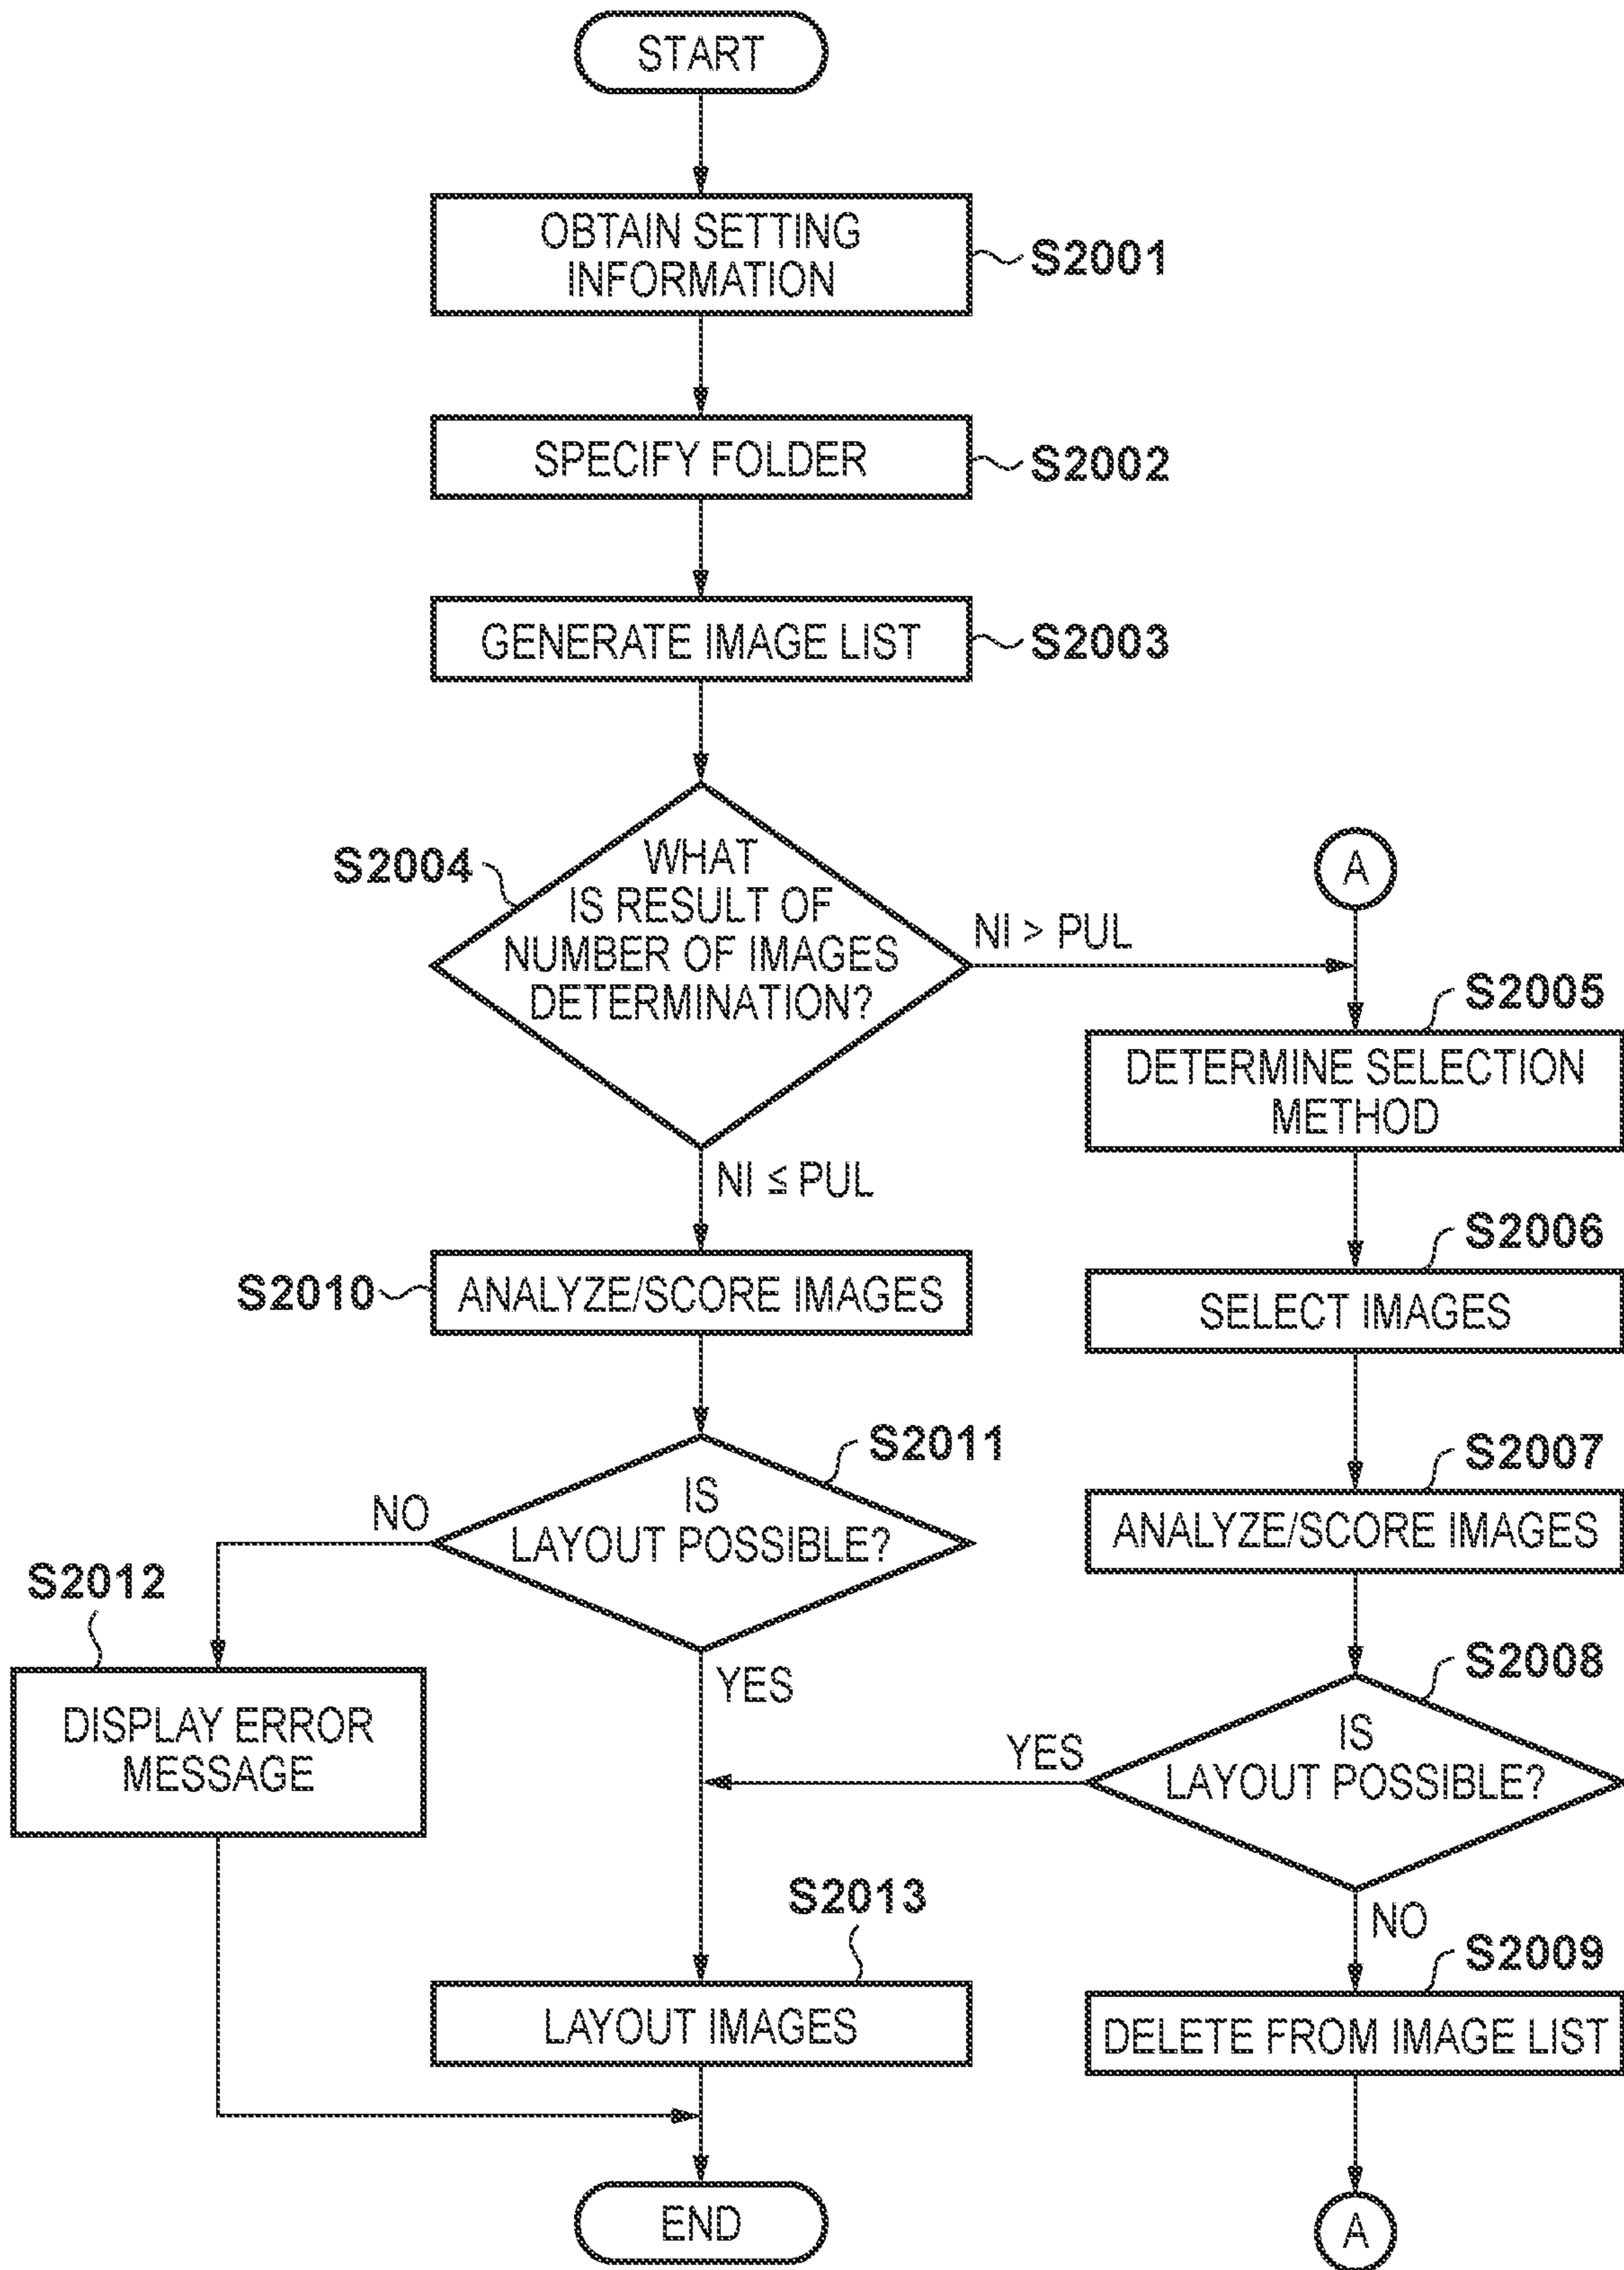 START
OBTAIN SETTING
INFORMATION
S2001
SPECIFY FOLDER
S2002
GENERATE IMAGE LIST
S2003
S2004
WHAT
IS RESULT OF
NUMBER OF IMAGES
DETERMINATION?
NI > PUL
NI ≤ PUL
A
S2005
DETERMINE SELECTION
METHOD
S2006
SELECT IMAGES
S2007
ANALYZE/SCORE IMAGES
S2008
IS
LAYOUT POSSIBLE?
YES
NO
S2009
DELETE FROM IMAGE LIST
A
S2010
ANALYZE/SCORE IMAGES
S2011
IS
LAYOUT POSSIBLE?
NO
YES
S2012
DISPLAY ERROR
MESSAGE
S2013
LAYOUT IMAGES
END